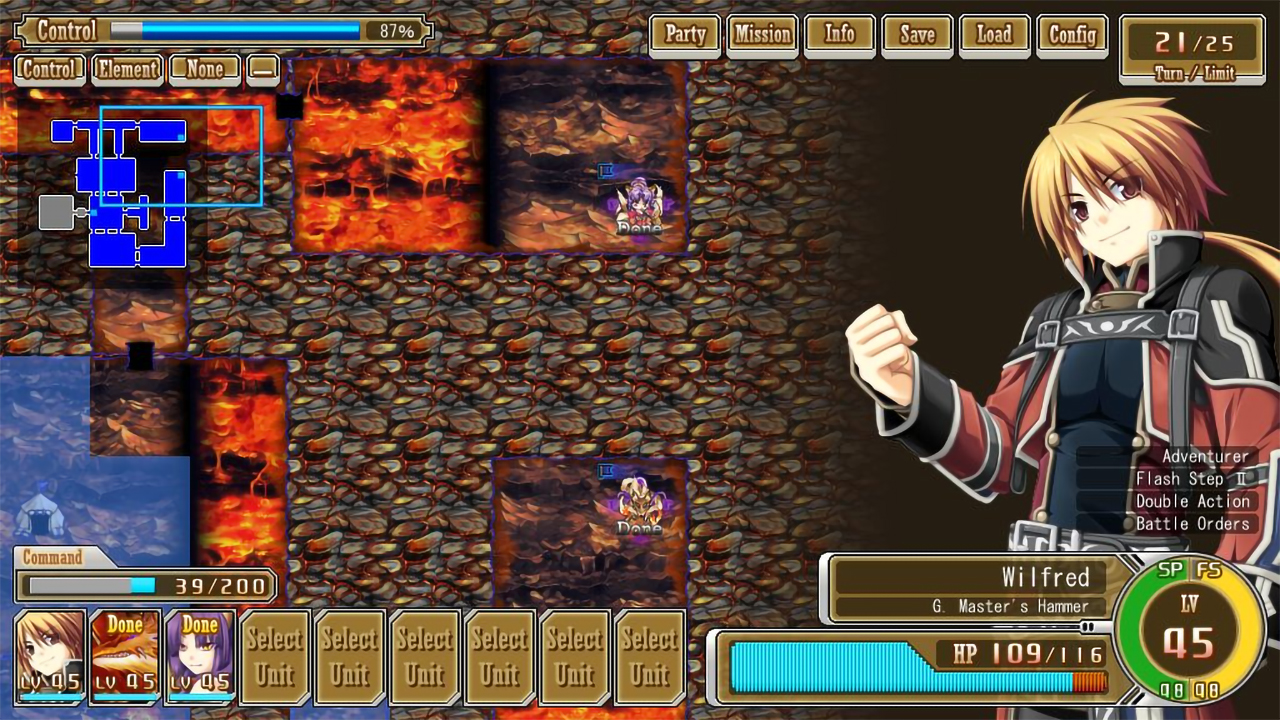 Control 87%
Party Mission Info Save Load Config
21/25
Turn / Limit
Control Element None
Done
Done
Adventurer
Flash Step Ⅱ
Double Action
Battle Orders
Command
39/200
Wilfred
G. Master's Hammer
SP FS
LV
45
HP 109/116
98 98
Done Done
LV 45 LV 45 LV 45
Select Unit Select Unit Select Unit Select Unit Select Unit Select Unit